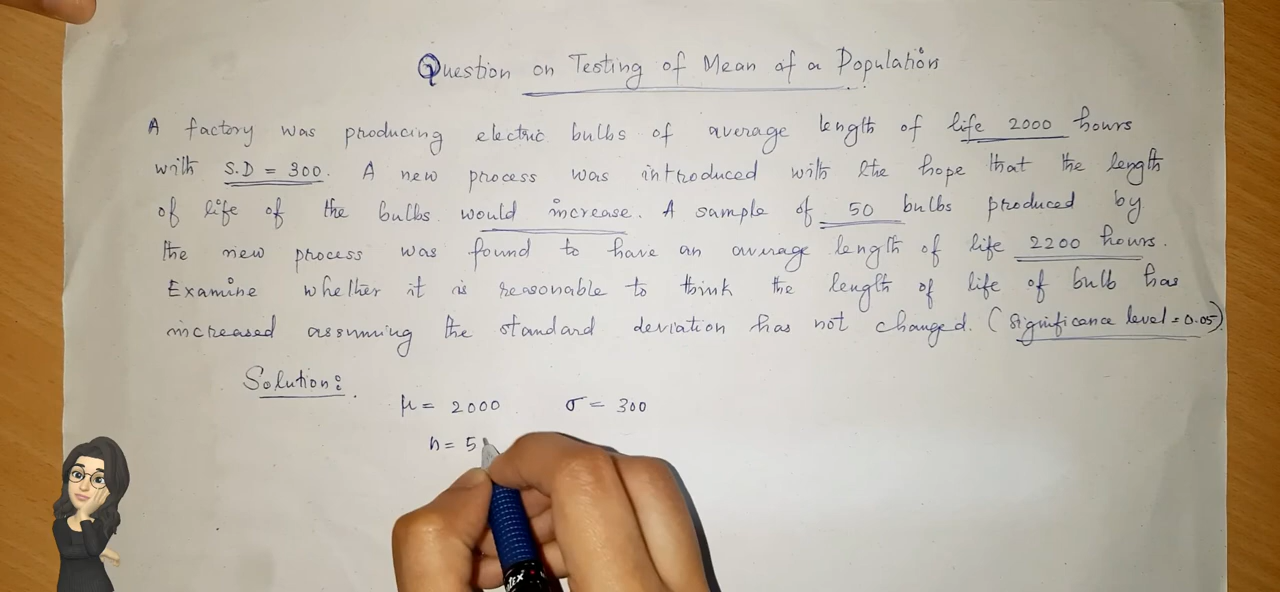 Question on Testing of Mean of a Population
A factory was producing electric bulbs of average length of life 2000 hours
with S.D = 300. A new process was introduced with the hope that the length
of life of the bulbs would increase. A sample of 50 bulbs produced by
the new process was found to have an average length of life 2200 hours.
Examine whether it is reasonable to think the length of life of bulb has
increased assuming the standard deviation has not changed. (Significance level = 0.05)
Solution:
μ = 2000 σ = 300
n = 5